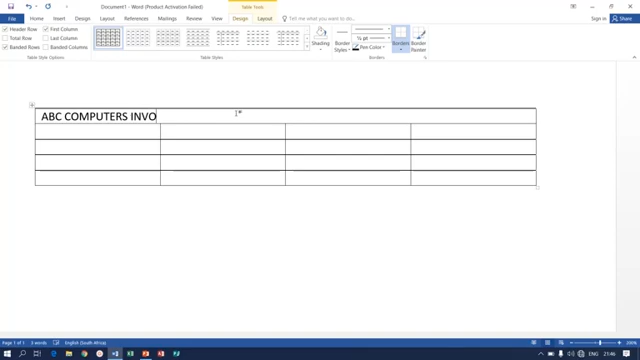 Document1 - Word (Product Activation Failed)
Table Tools
File Home Insert Design Layout References Mailings Review View Design Layout Tell me what you want to do...
Sign in Share
Header Row First Column
Total Row Last Column
Banded Rows Banded Columns
Table Style Options
Table Styles
Shading
Border Styles
½ pt
Pen Color
Borders
Border Painter
Borders
ABC COMPUTERS INVO
Page 1 of 1 3 words English (South Africa)
200%
ENG 21:46